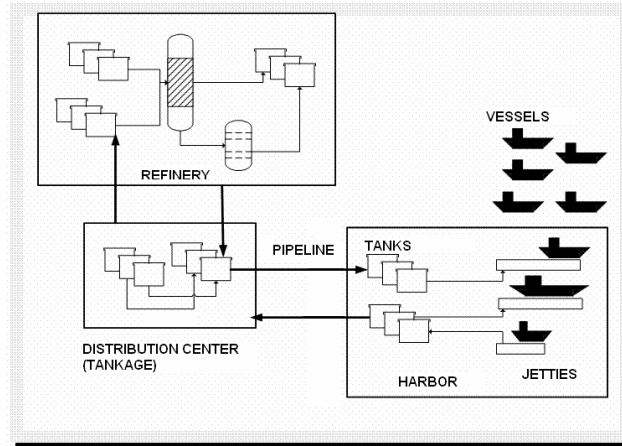 VESSELS
REFINERY
PIPELINE
TANKS
DISTRIBUTION CENTER
(TANKAGE)
HARBOR
JETTIES